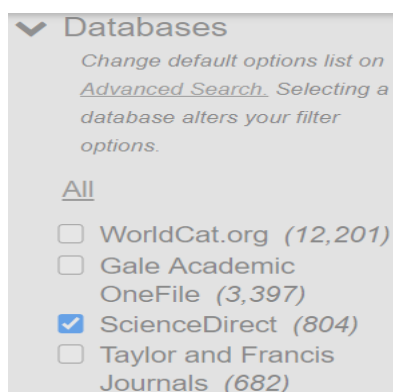 Databases
Change default options list on
Advanced Search. Selecting a
database alters your filter
options.
All
WorldCat.org (12,201)
Gale Academic
OneFile (3,397)
ScienceDirect (804)
Taylor and Francis
Journals (682)